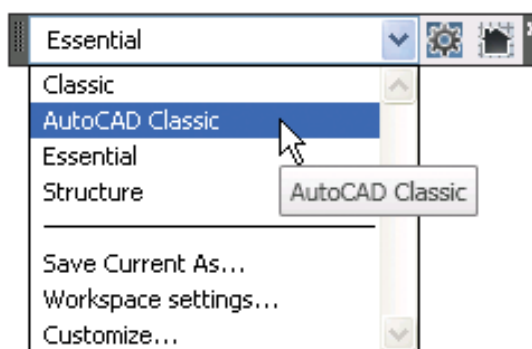 Essential
Classic
AutoCAD Classic
Essential
Structure
AutoCAD Classic
Save Current As...
Workspace settings...
Customize...